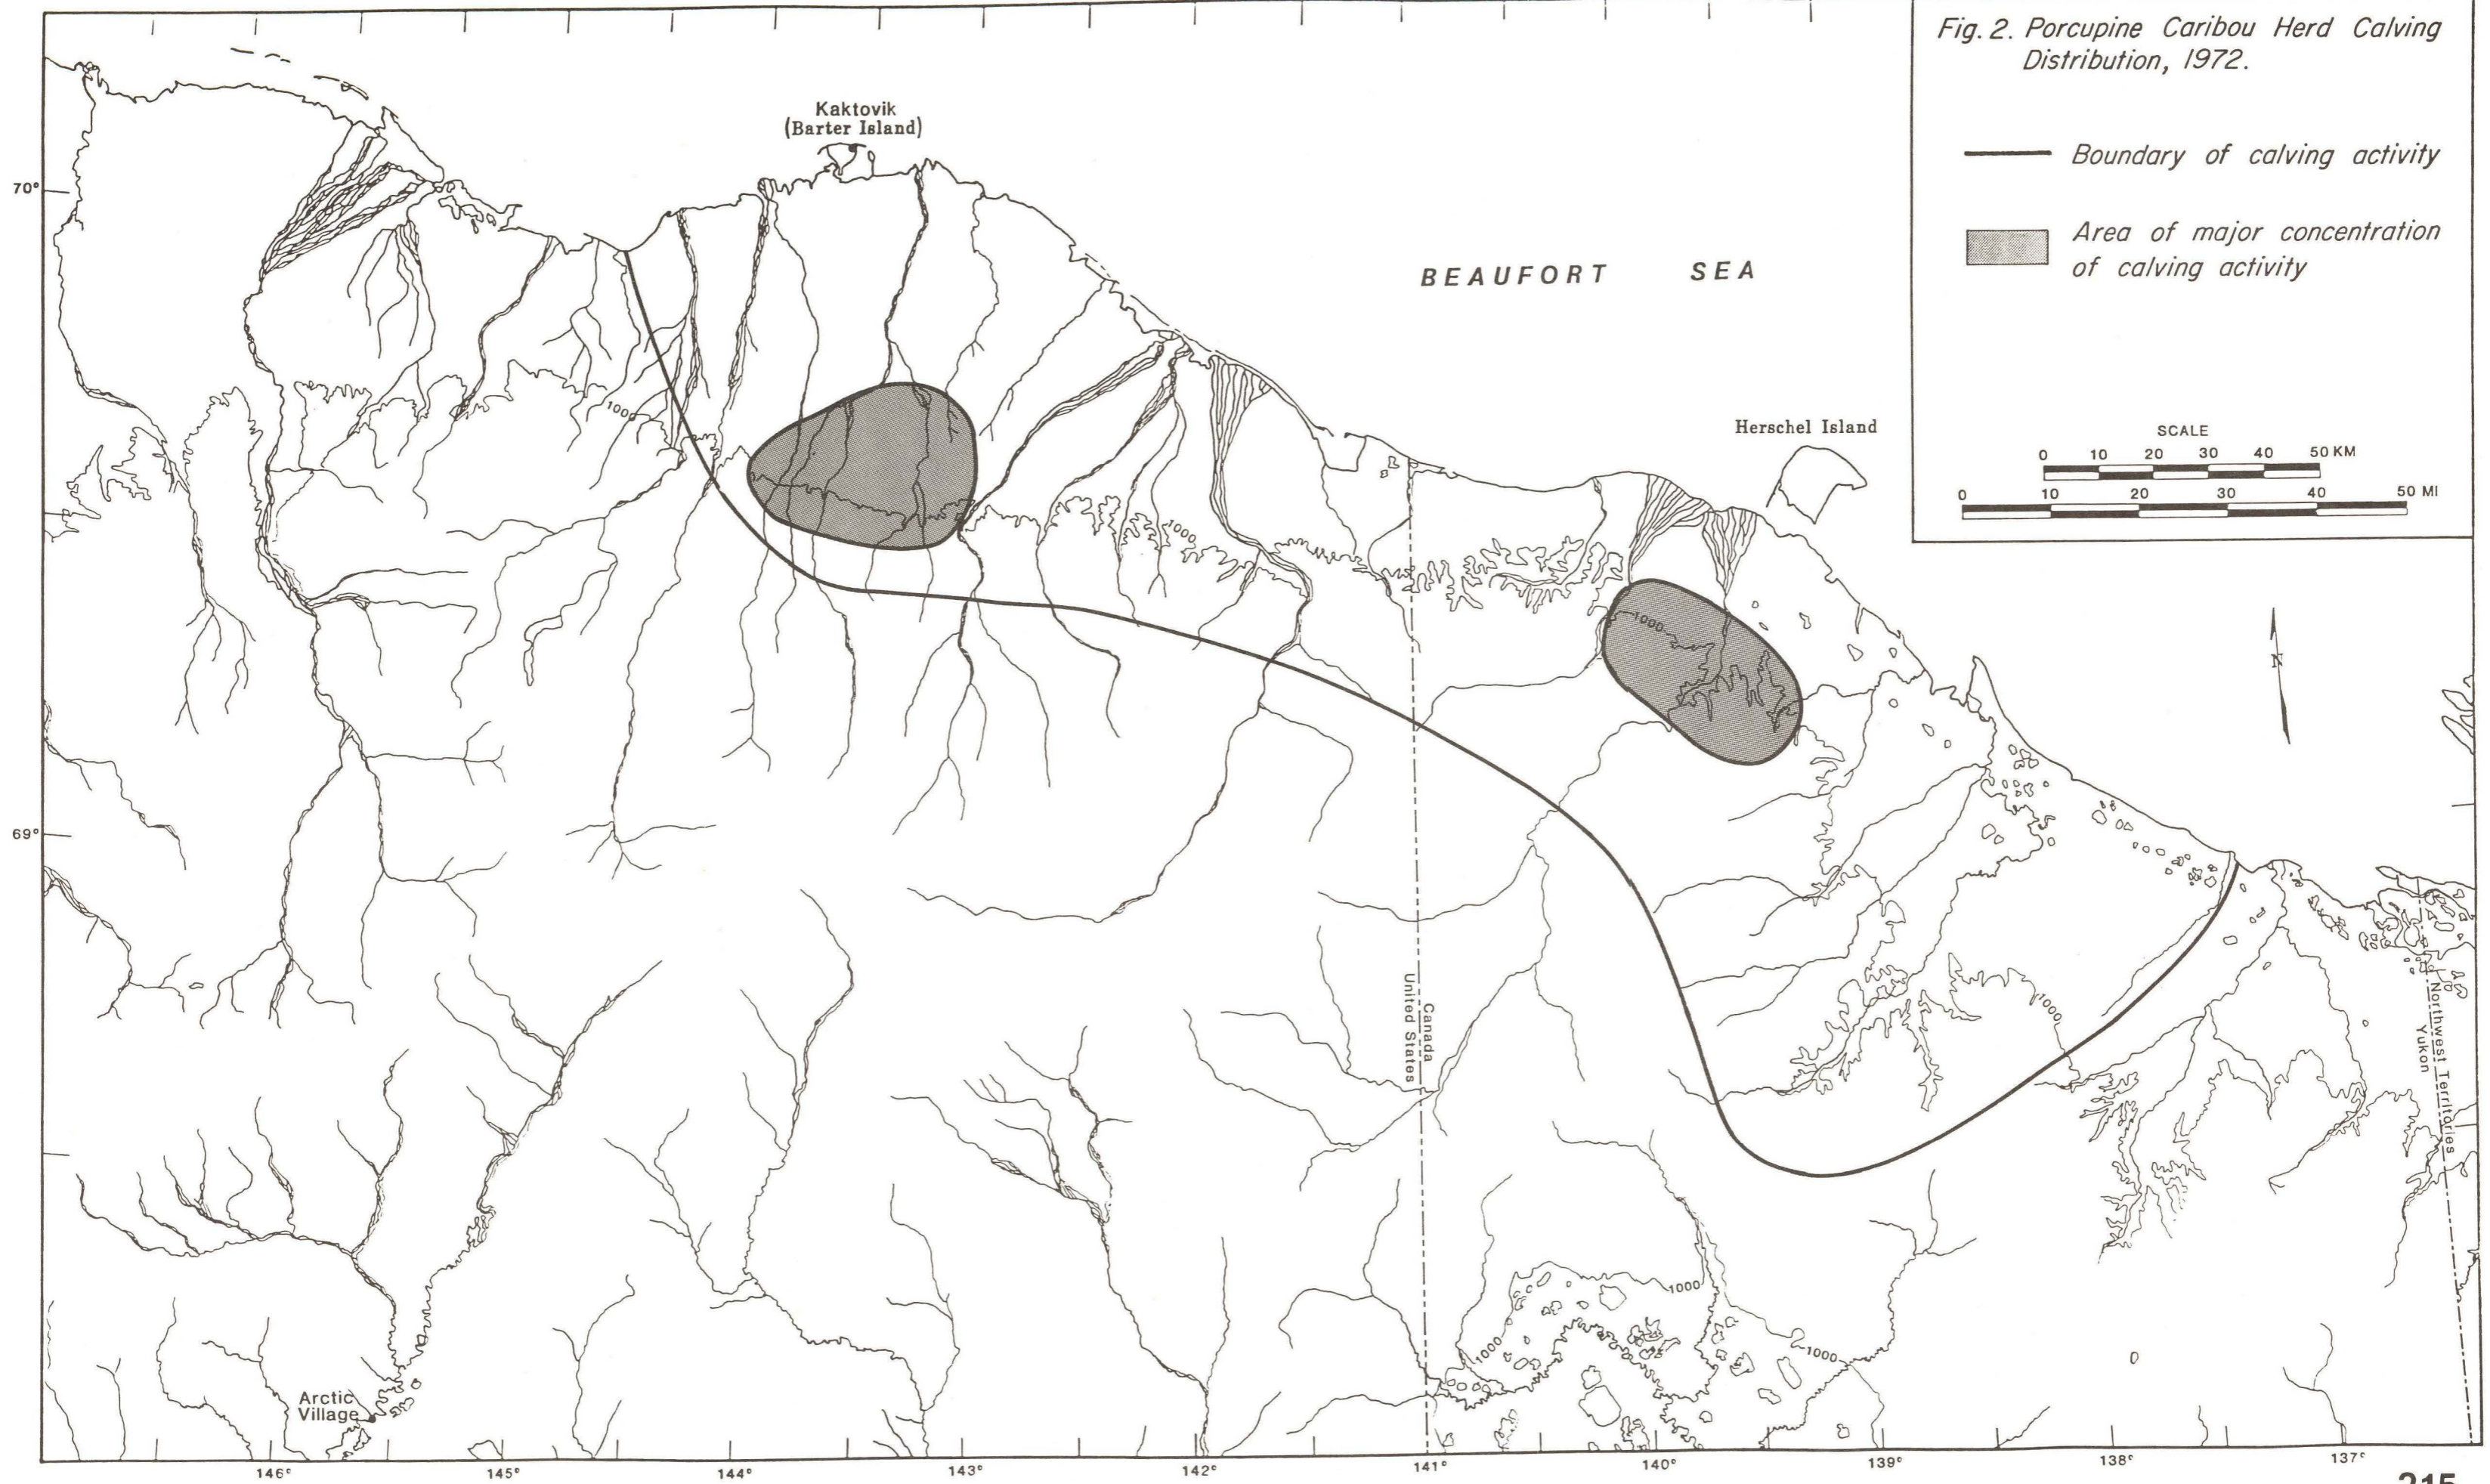 Fig. 2. Porcupine Caribou Herd Calving
Distribution, 1972.
Boundary of calving activity
Area of major concentration
of calving activity
SCALE
0 10 20 30 40 50 KM
0 10 20 30 40 50 MI
Kaktovik
(Barter Island)
70°
BEAUFORT SEA
Herschel Island
1000
1000
1000
N
69°
Canada
United States
1000
Northwest Territories
Yukon
1000
1000
1000
Arctic
Village
146° 145° 144° 143° 142° 141° 140° 139° 138° 137°